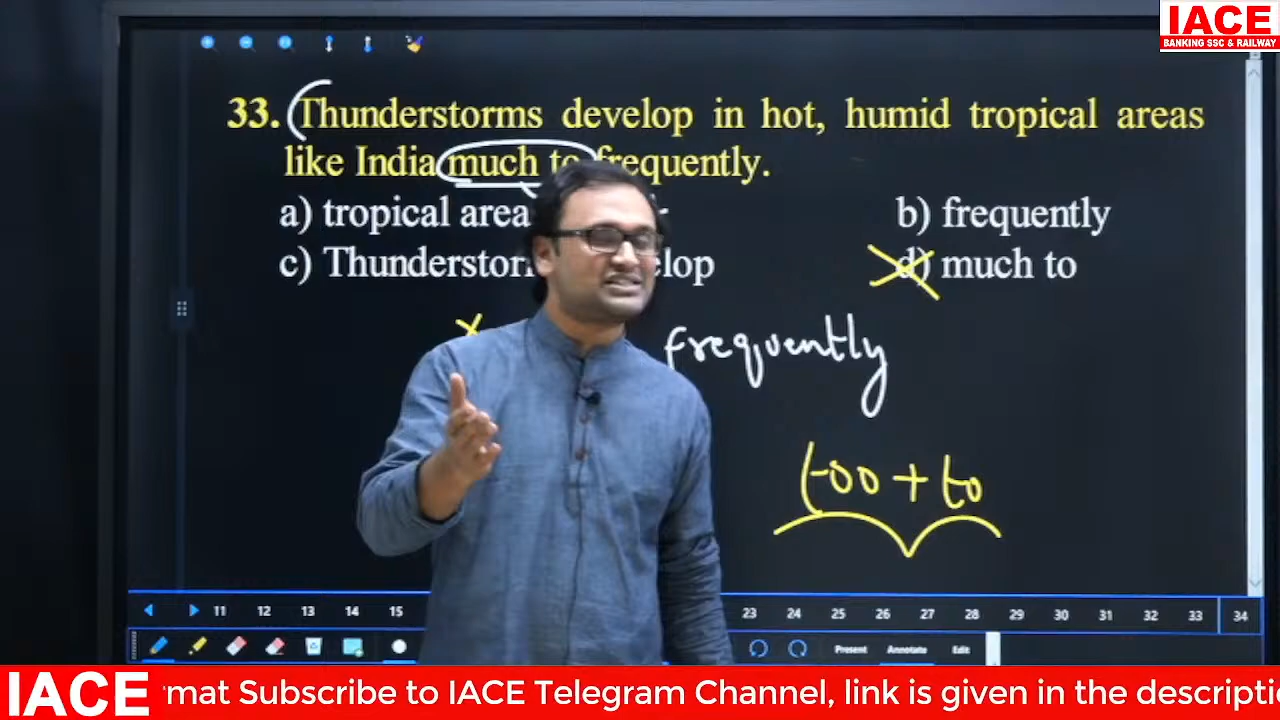 IACE
BANKING SSC & RAILWAY
33. Thunderstorms develop in hot, humid tropical areas
like India much to frequently.
a) tropical area
b) frequently
c) elop
d) much to
frequently
too + to
11 12 13 14 15 23 24 25 26 27 28 29 30 31 32 33 34
Present Annotate Edit
IACE Subscribe to IACE Telegram Channel, link is given in the